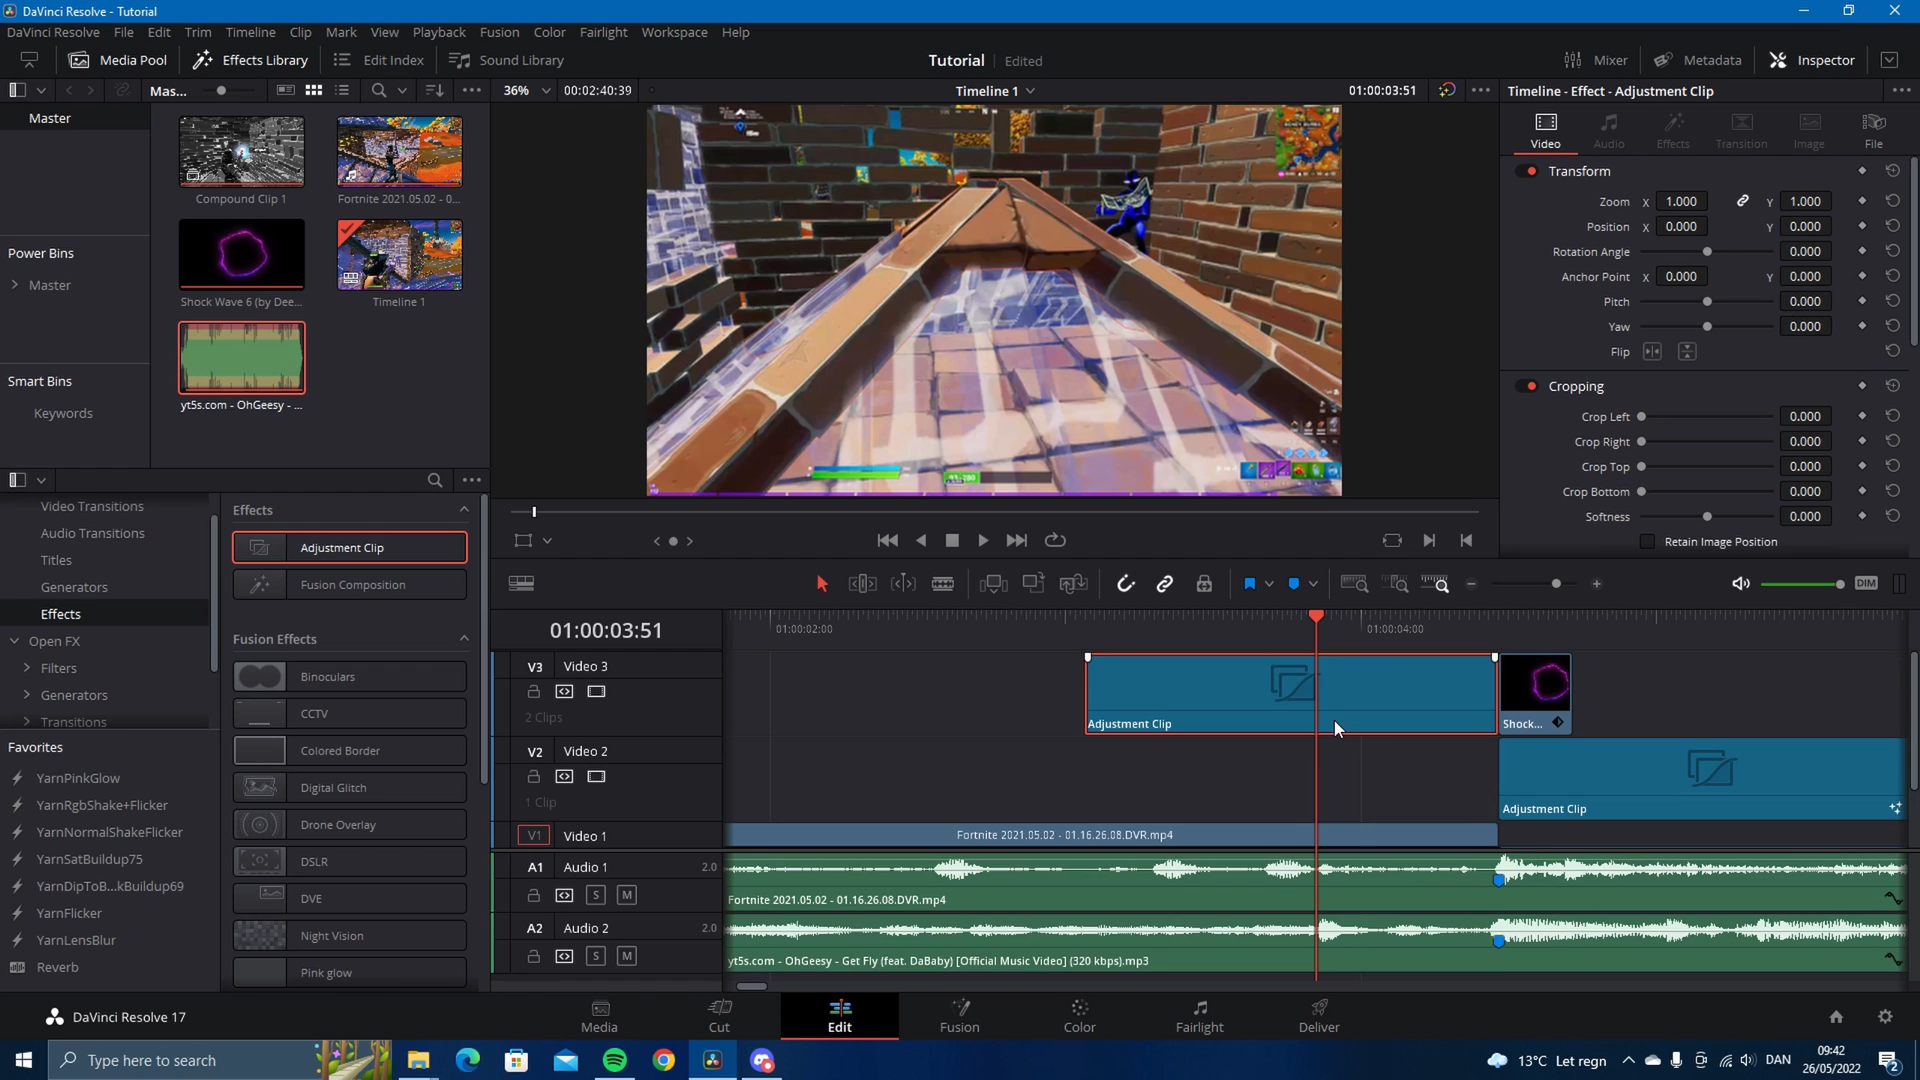 DaVinci Resolve - Tutorial
DaVinci Resolve File Edit Trim Timeline Clip Mark View Playback Fusion Color Fairlight Workspace Help
Media Pool Effects Library Edit Index Sound Library
Tutorial Edited
Mixer Metadata Inspector
Mas... 36% 00:02:40:39 Timeline 1 01:00:03:51
Timeline - Effect - Adjustment Clip
Master
Compound Clip 1
Fortnite 2021.05.02 - 0...
Power Bins
Master
Shock Wave 6 (by Dee...
Timeline 1
Smart Bins
Keywords
yt5s.com - OhGeesy - ...
Video Audio Effects Transition Image File
Transform
Zoom X 1.000 Y 1.000
Position X 0.000 Y 0.000
Rotation Angle 0.000
Anchor Point X 0.000 Y 0.000
Pitch 0.000
Yaw 0.000
Flip
Cropping
Crop Left 0.000
Crop Right 0.000
Crop Top 0.000
Crop Bottom 0.000
Softness 0.000
Retain Image Position
Video Transitions
Audio Transitions
Titles
Generators
Effects
Open FX
Filters
Generators
Transitions
Favorites
YarnPinkGlow
YarnRgbShake+Flicker
YarnNormalShakeFlicker
YarnSatBuildup75
YarnDipToB...kBuildup69
YarnFlicker
YarnLensBlur
Reverb
Effects
Adjustment Clip
Fusion Composition
Fusion Effects
Binoculars
CCTV
Colored Border
Digital Glitch
Drone Overlay
DSLR
DVE
Night Vision
Pink glow
DIM
01:00:03:51
01:00:02:00
01:00:04:00
V3 Video 3
2 Clips
Adjustment Clip
Shock...
V2 Video 2
1 Clip
Adjustment Clip
V1 Video 1
Fortnite 2021.05.02 - 01.16.26.08.DVR.mp4
A1 Audio 1 2.0
S M
Fortnite 2021.05.02 - 01.16.26.08.DVR.mp4
A2 Audio 2 2.0
S M
yt5s.com - OhGeesy - Get Fly (feat. DaBaby) [Official Music Video] (320 kbps).mp3
DaVinci Resolve 17
Media Cut Edit Fusion Color Fairlight Deliver
Type here to search
13°C Let regn
DAN
09:42
26/05/2022
2